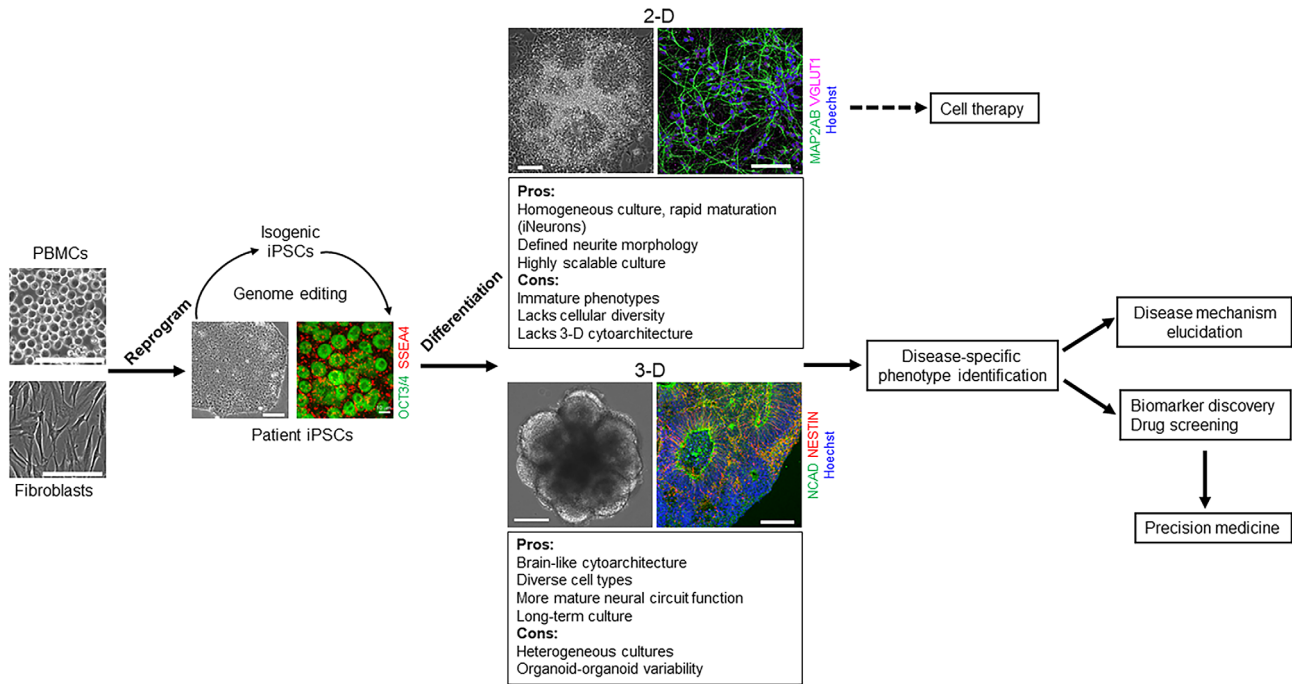 PBMCs
Fibroblasts
Reprogram
Isogenic
iPSCs
Genome editing
OCT3/4 SSEA4
Patient iPSCs
Differentiation
2-D
MAP2AB VGLUT1
Hoechst
Pros:
Homogeneous culture, rapid maturation
(iNeurons)
Defined neurite morphology
Highly scalable culture
Cons:
Immature phenotypes
Lacks cellular diversity
Lacks 3-D cytoarchitecture
3-D
NCAD NESTIN
Hoechst
Pros:
Brain-like cytoarchitecture
Diverse cell types
More mature neural circuit function
Long-term culture
Cons:
Heterogeneous cultures
Organoid-organoid variability
Cell therapy
Disease-specific
phenotype identification
Disease mechanism
elucidation
Biomarker discovery
Drug screening
Precision medicine